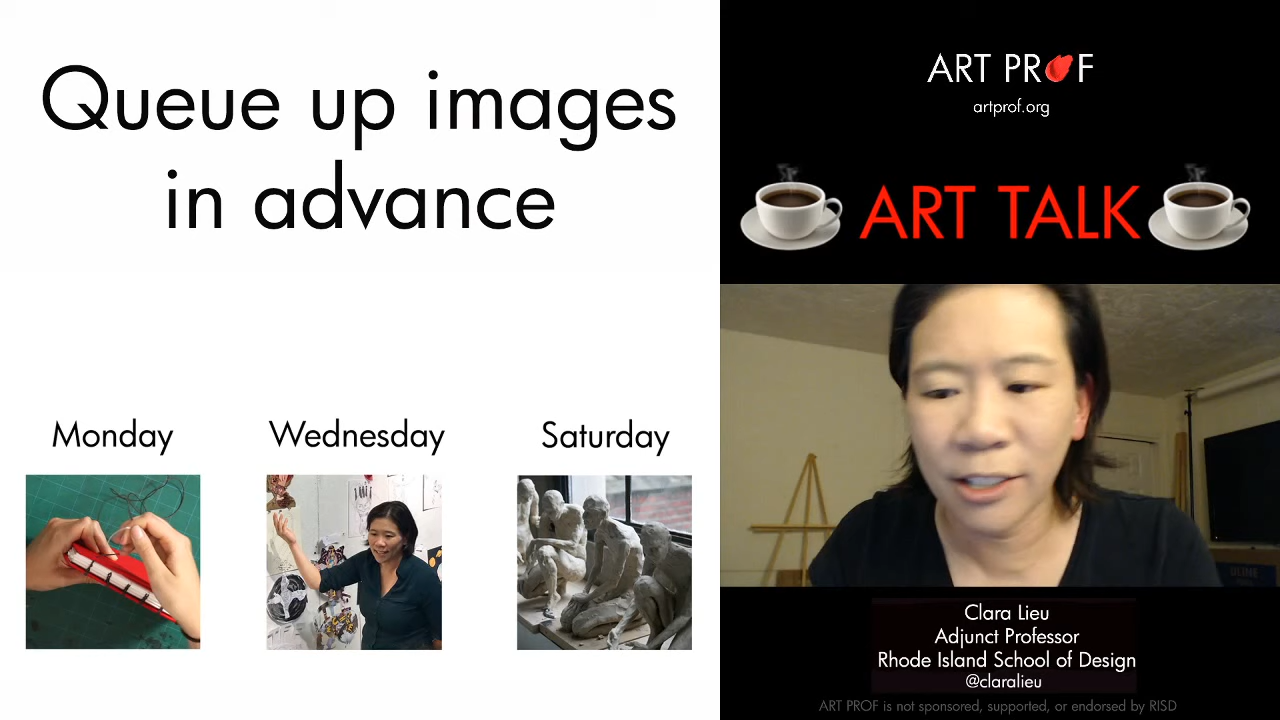 Queue up images
in advance
Monday
Wednesday
Saturday
ART PROF
artprof.org
ART TALK
Clara Lieu
Adjunct Professor
Rhode Island School of Design
@claralieu
ART PROF is not sponsored, supported, or endorsed by RISD